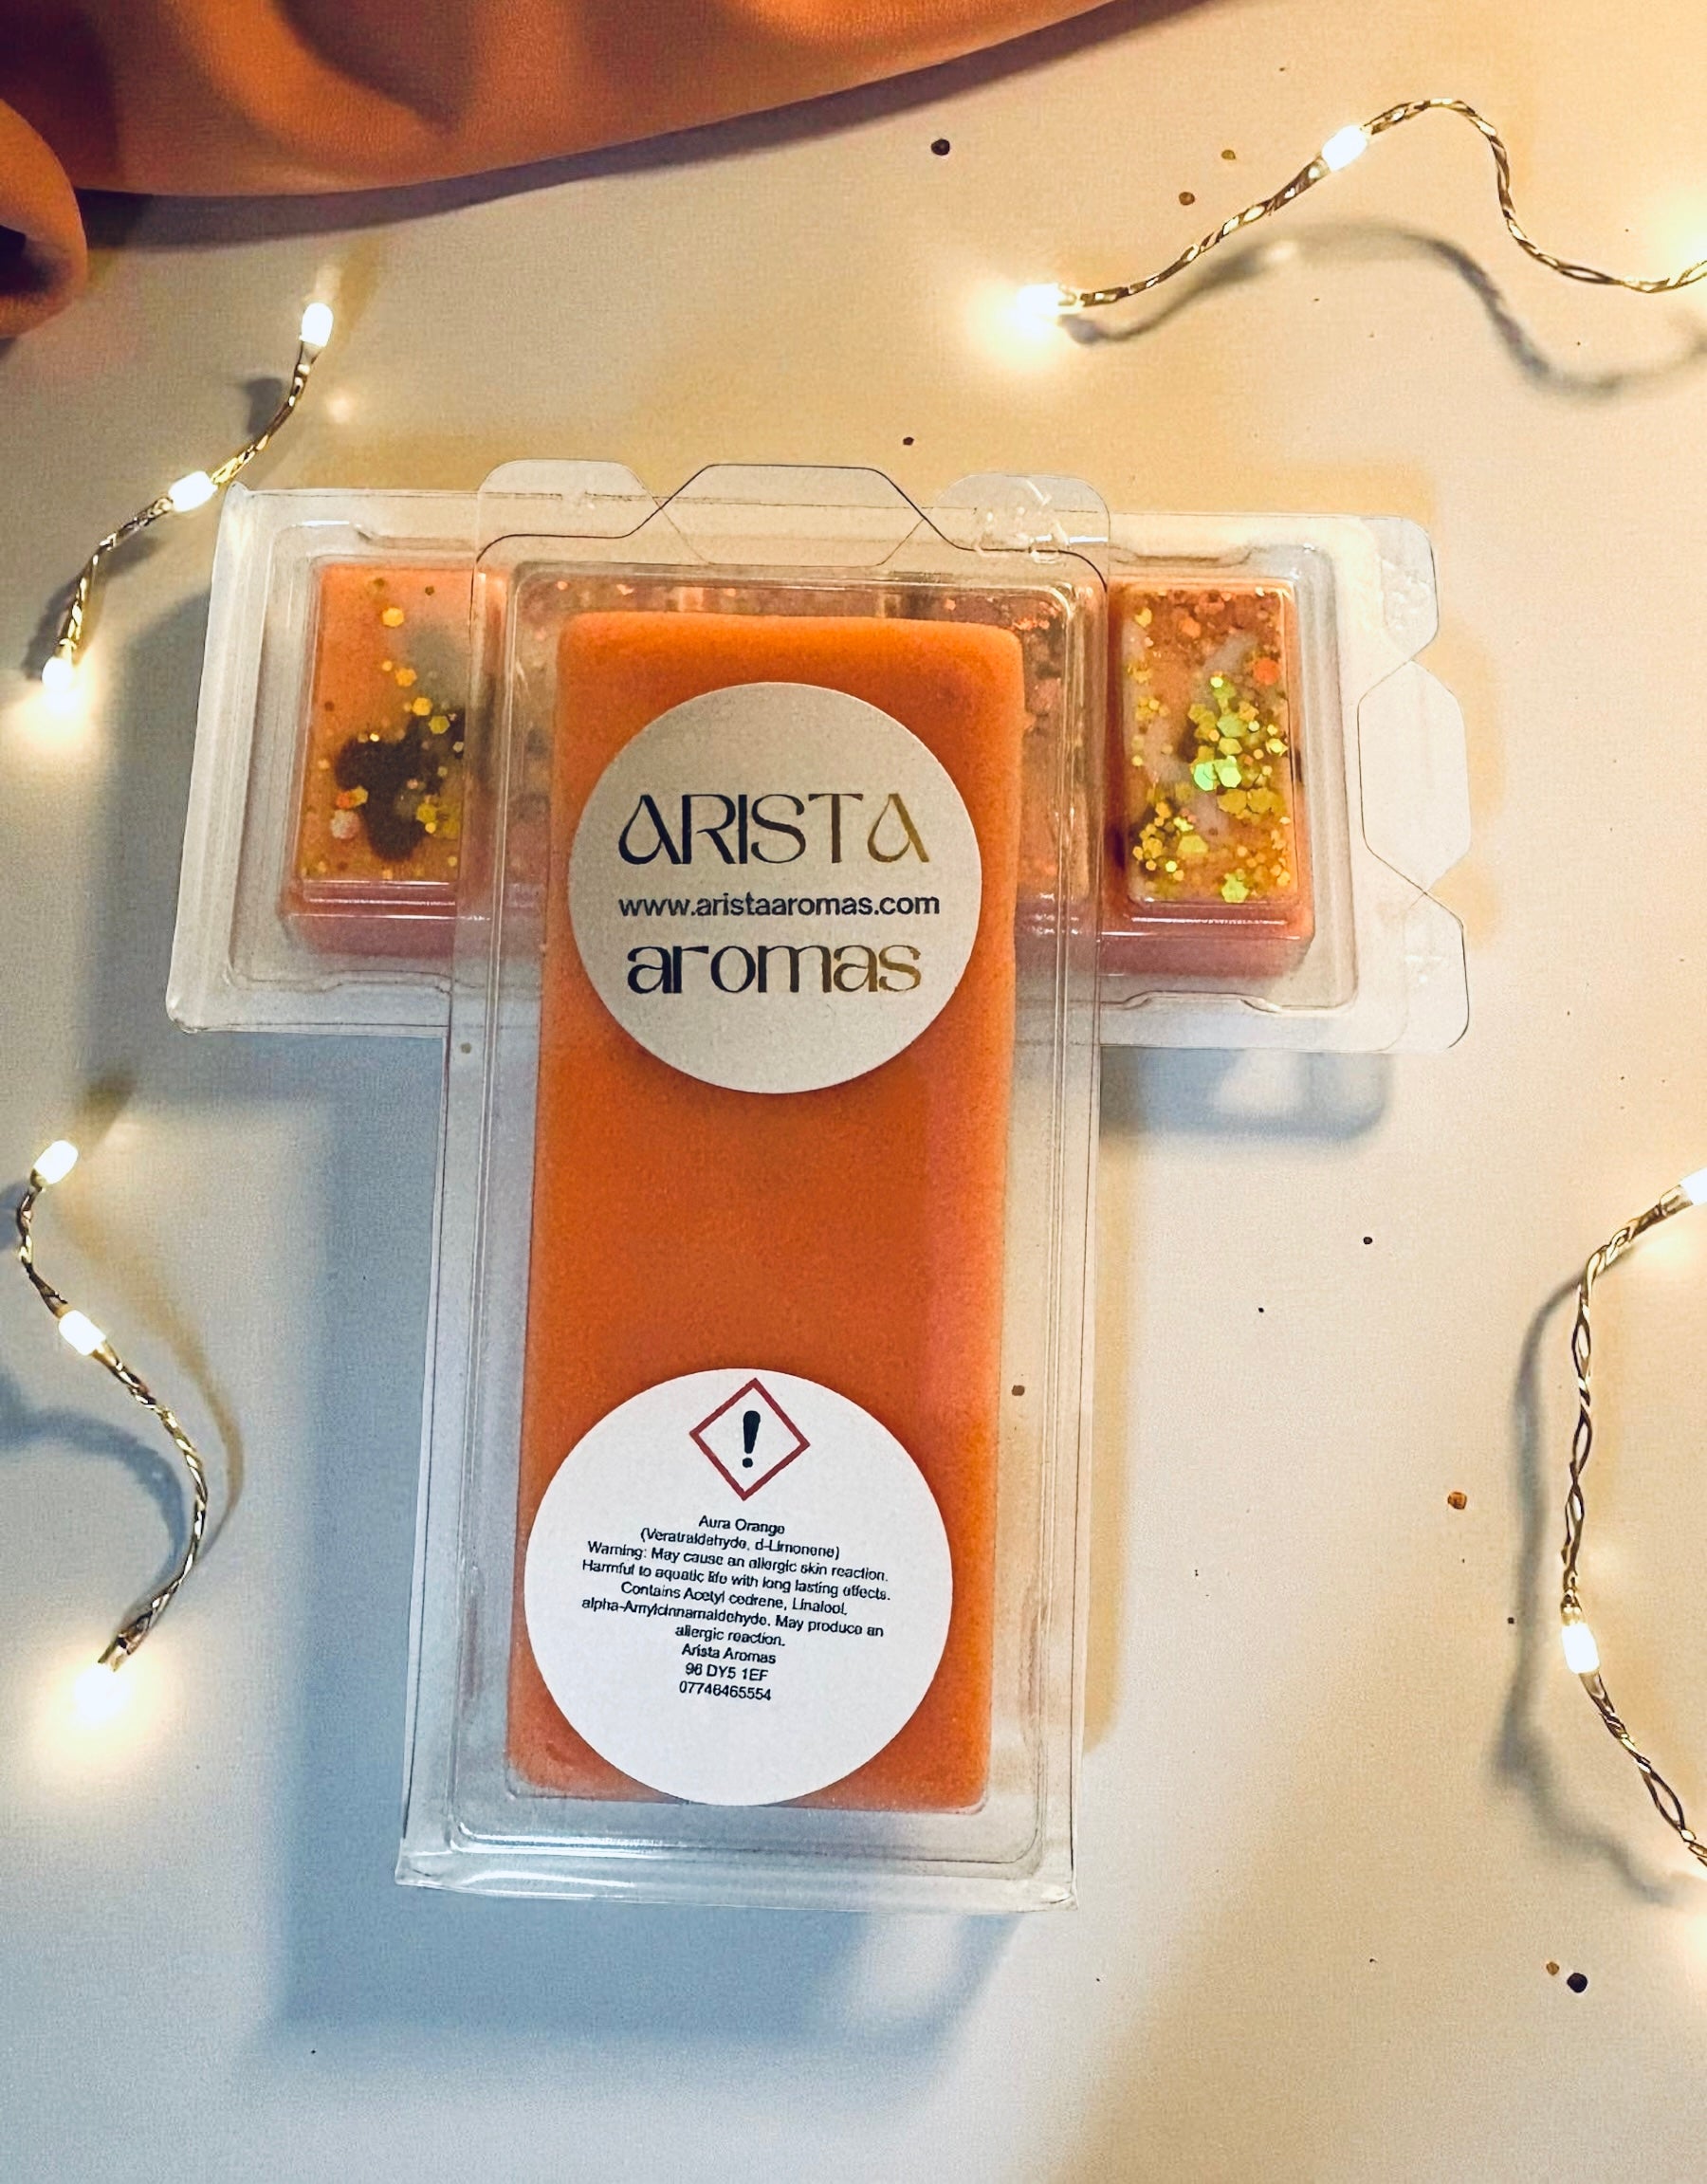 ARISTA
www.aristaaromas.com
aromas
Aura Orange
(Veratraldehyde, d-Limonene)
Warning: May cause an allergic skin reaction.
Harmful to aquatic life with long lasting effects.
Contains Acetyl cedrene, Linalool,
alpha-Amylcinnamaldehyde. May produce an
allergic reaction.
Arista Aromas
96 DY5 1EF
07746465554